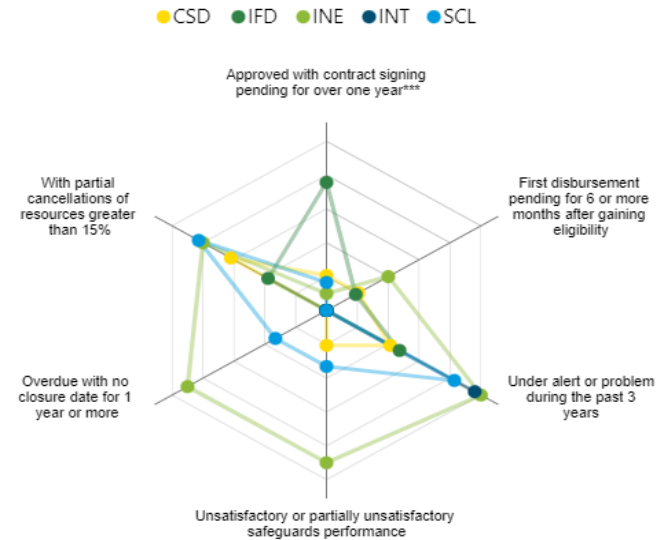 CSD IFD INE INT SCL
Approved with contract signing
pending for over one year***
With partial
cancellations of
resources greater
than 15%
First disbursement
pending for 6 or more
months after gaining
eligibility
Overdue with no
closure date for 1
year or more
Under alert or problem
during the past 3
years
Unsatisfactory or partially unsatisfactory
safeguards performance